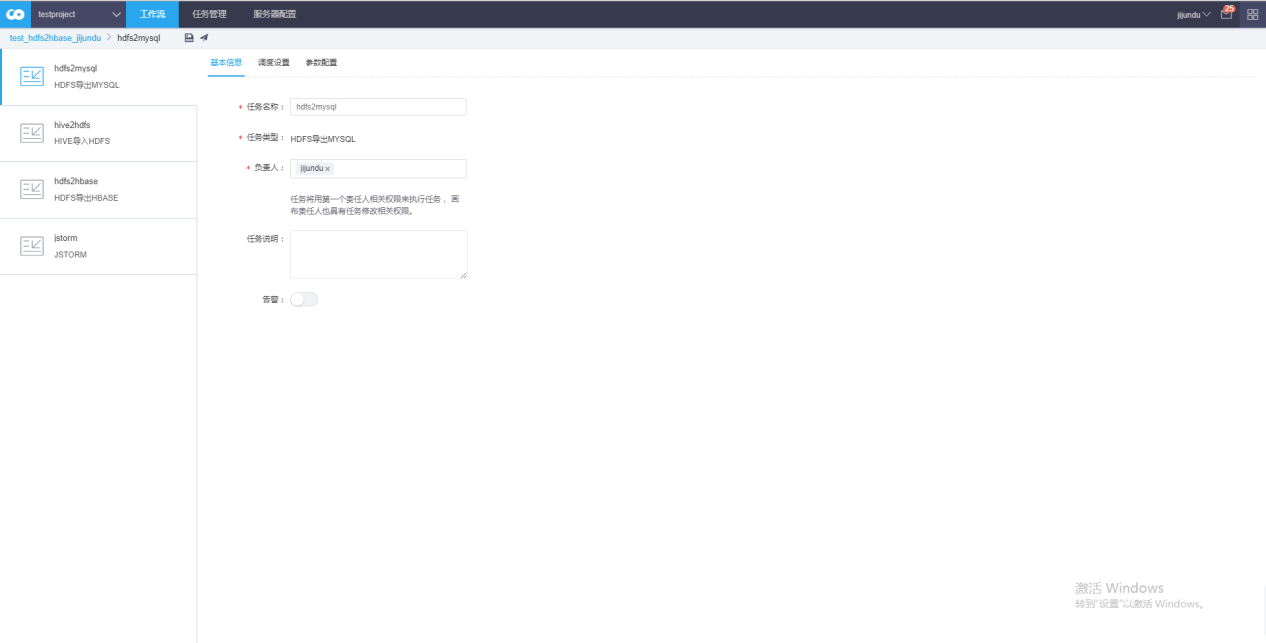 testproject 工作流 任务管理 服务器配置 jijundu 25
test_hdfs2hbase_jijundu > hdfs2mysql
hdfs2mysql
HDFS导出MYSQL
hive2hdfs
HIVE导入HDFS
hdfs2hbase
HDFS导出HBASE
jstorm
JSTORM
基本信息 调度设置 参数配置
* 任务名称： hdfs2mysql
* 任务类型： HDFS导出MYSQL
* 负责人： jijundu ×
任务将用第一个责任人相关权限来执行任务，画
布责任人也具有任务修改相关权限。
任务说明：
告警：
激活 Windows
转到"设置"以激活 Windows。